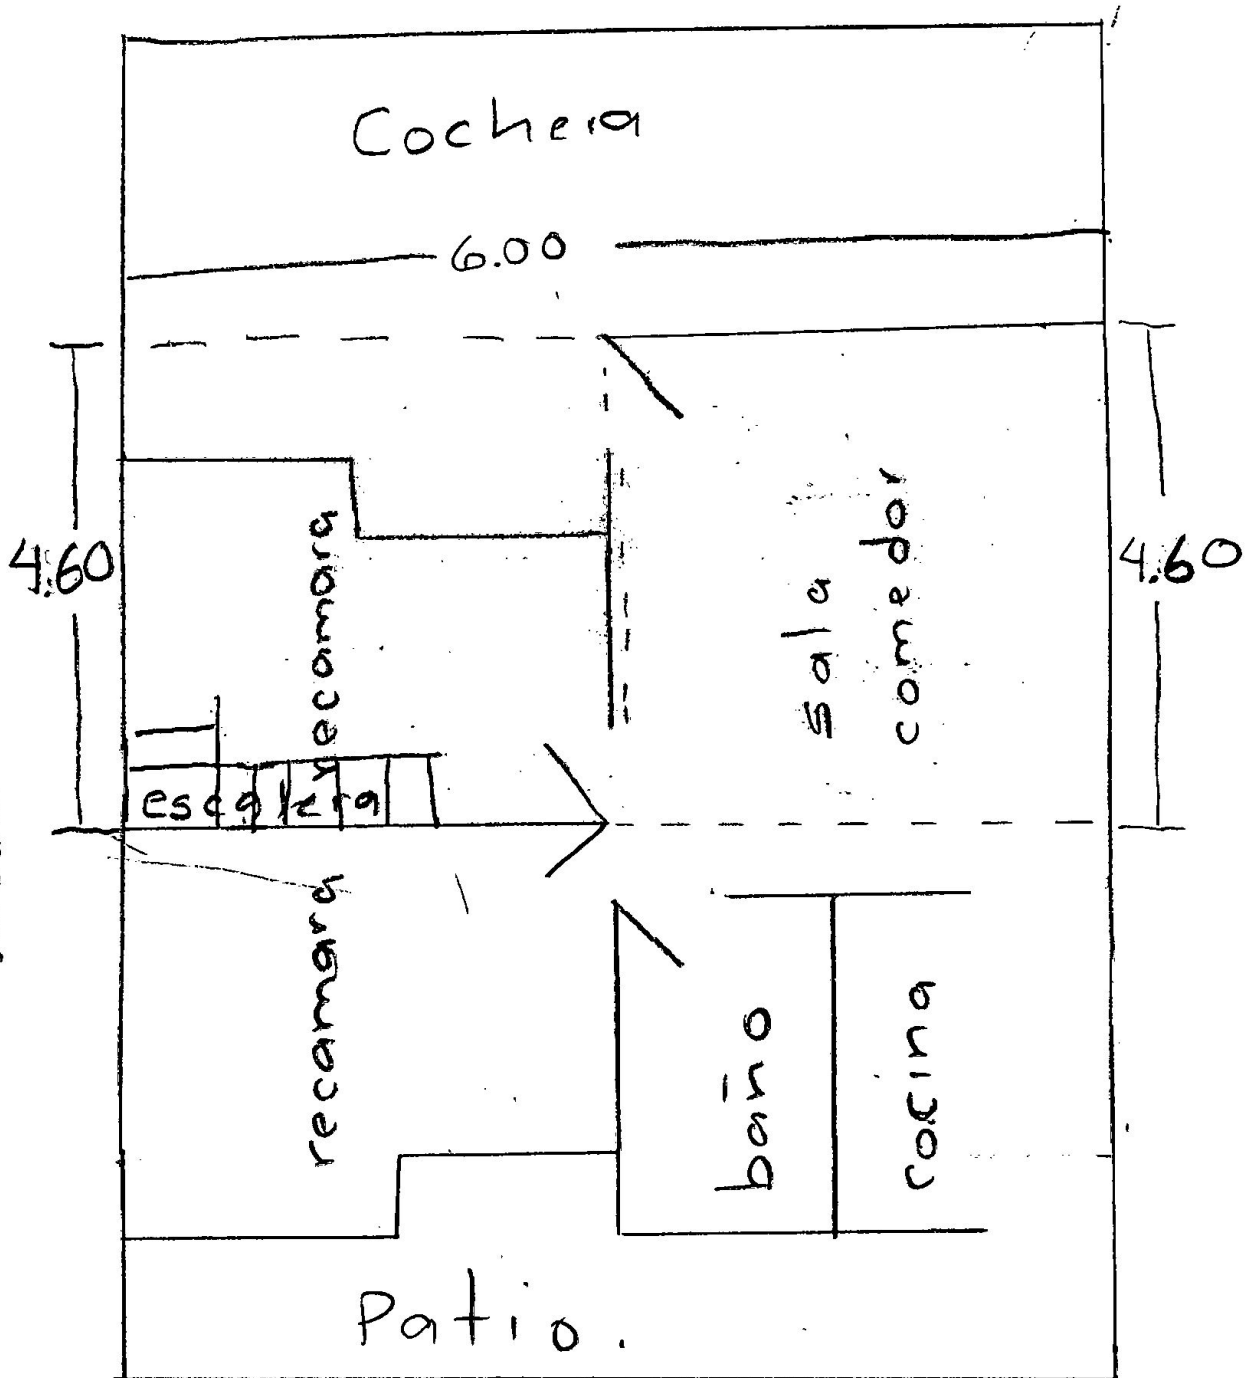 Cochera
6.00
4.60
4.60
recamara
sala
comedor
escalera
recamara
baño
cocina
Patio.